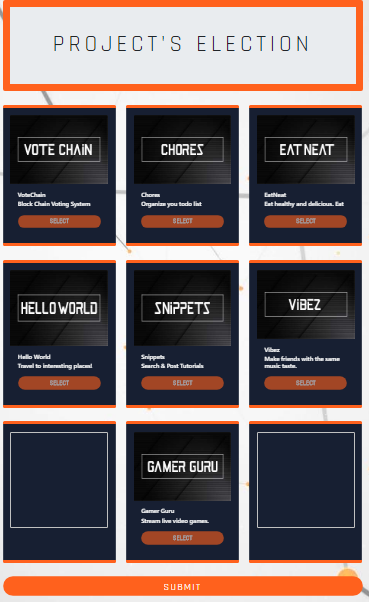 PROJECT'S ELECTION
VOTE CHAIN
VoteChain
Block Chain Voting System
SELECT
CHORES
Chores
Organize you todo list
SELECT
EAT NEAT
EatNeat
Eat healthy and delicious. Eat
SELECT
HELLO WORLD
Hello World
Travel to interesting places!
SELECT
SNIPPETS
Snippets
Search & Post Tutorials
SELECT
ViBEZ
Vibez
Make friends with the same
music taste.
SELECT
GAMER GURU
Gamer Guru
Stream live video games.
SELECT
SUBMIT